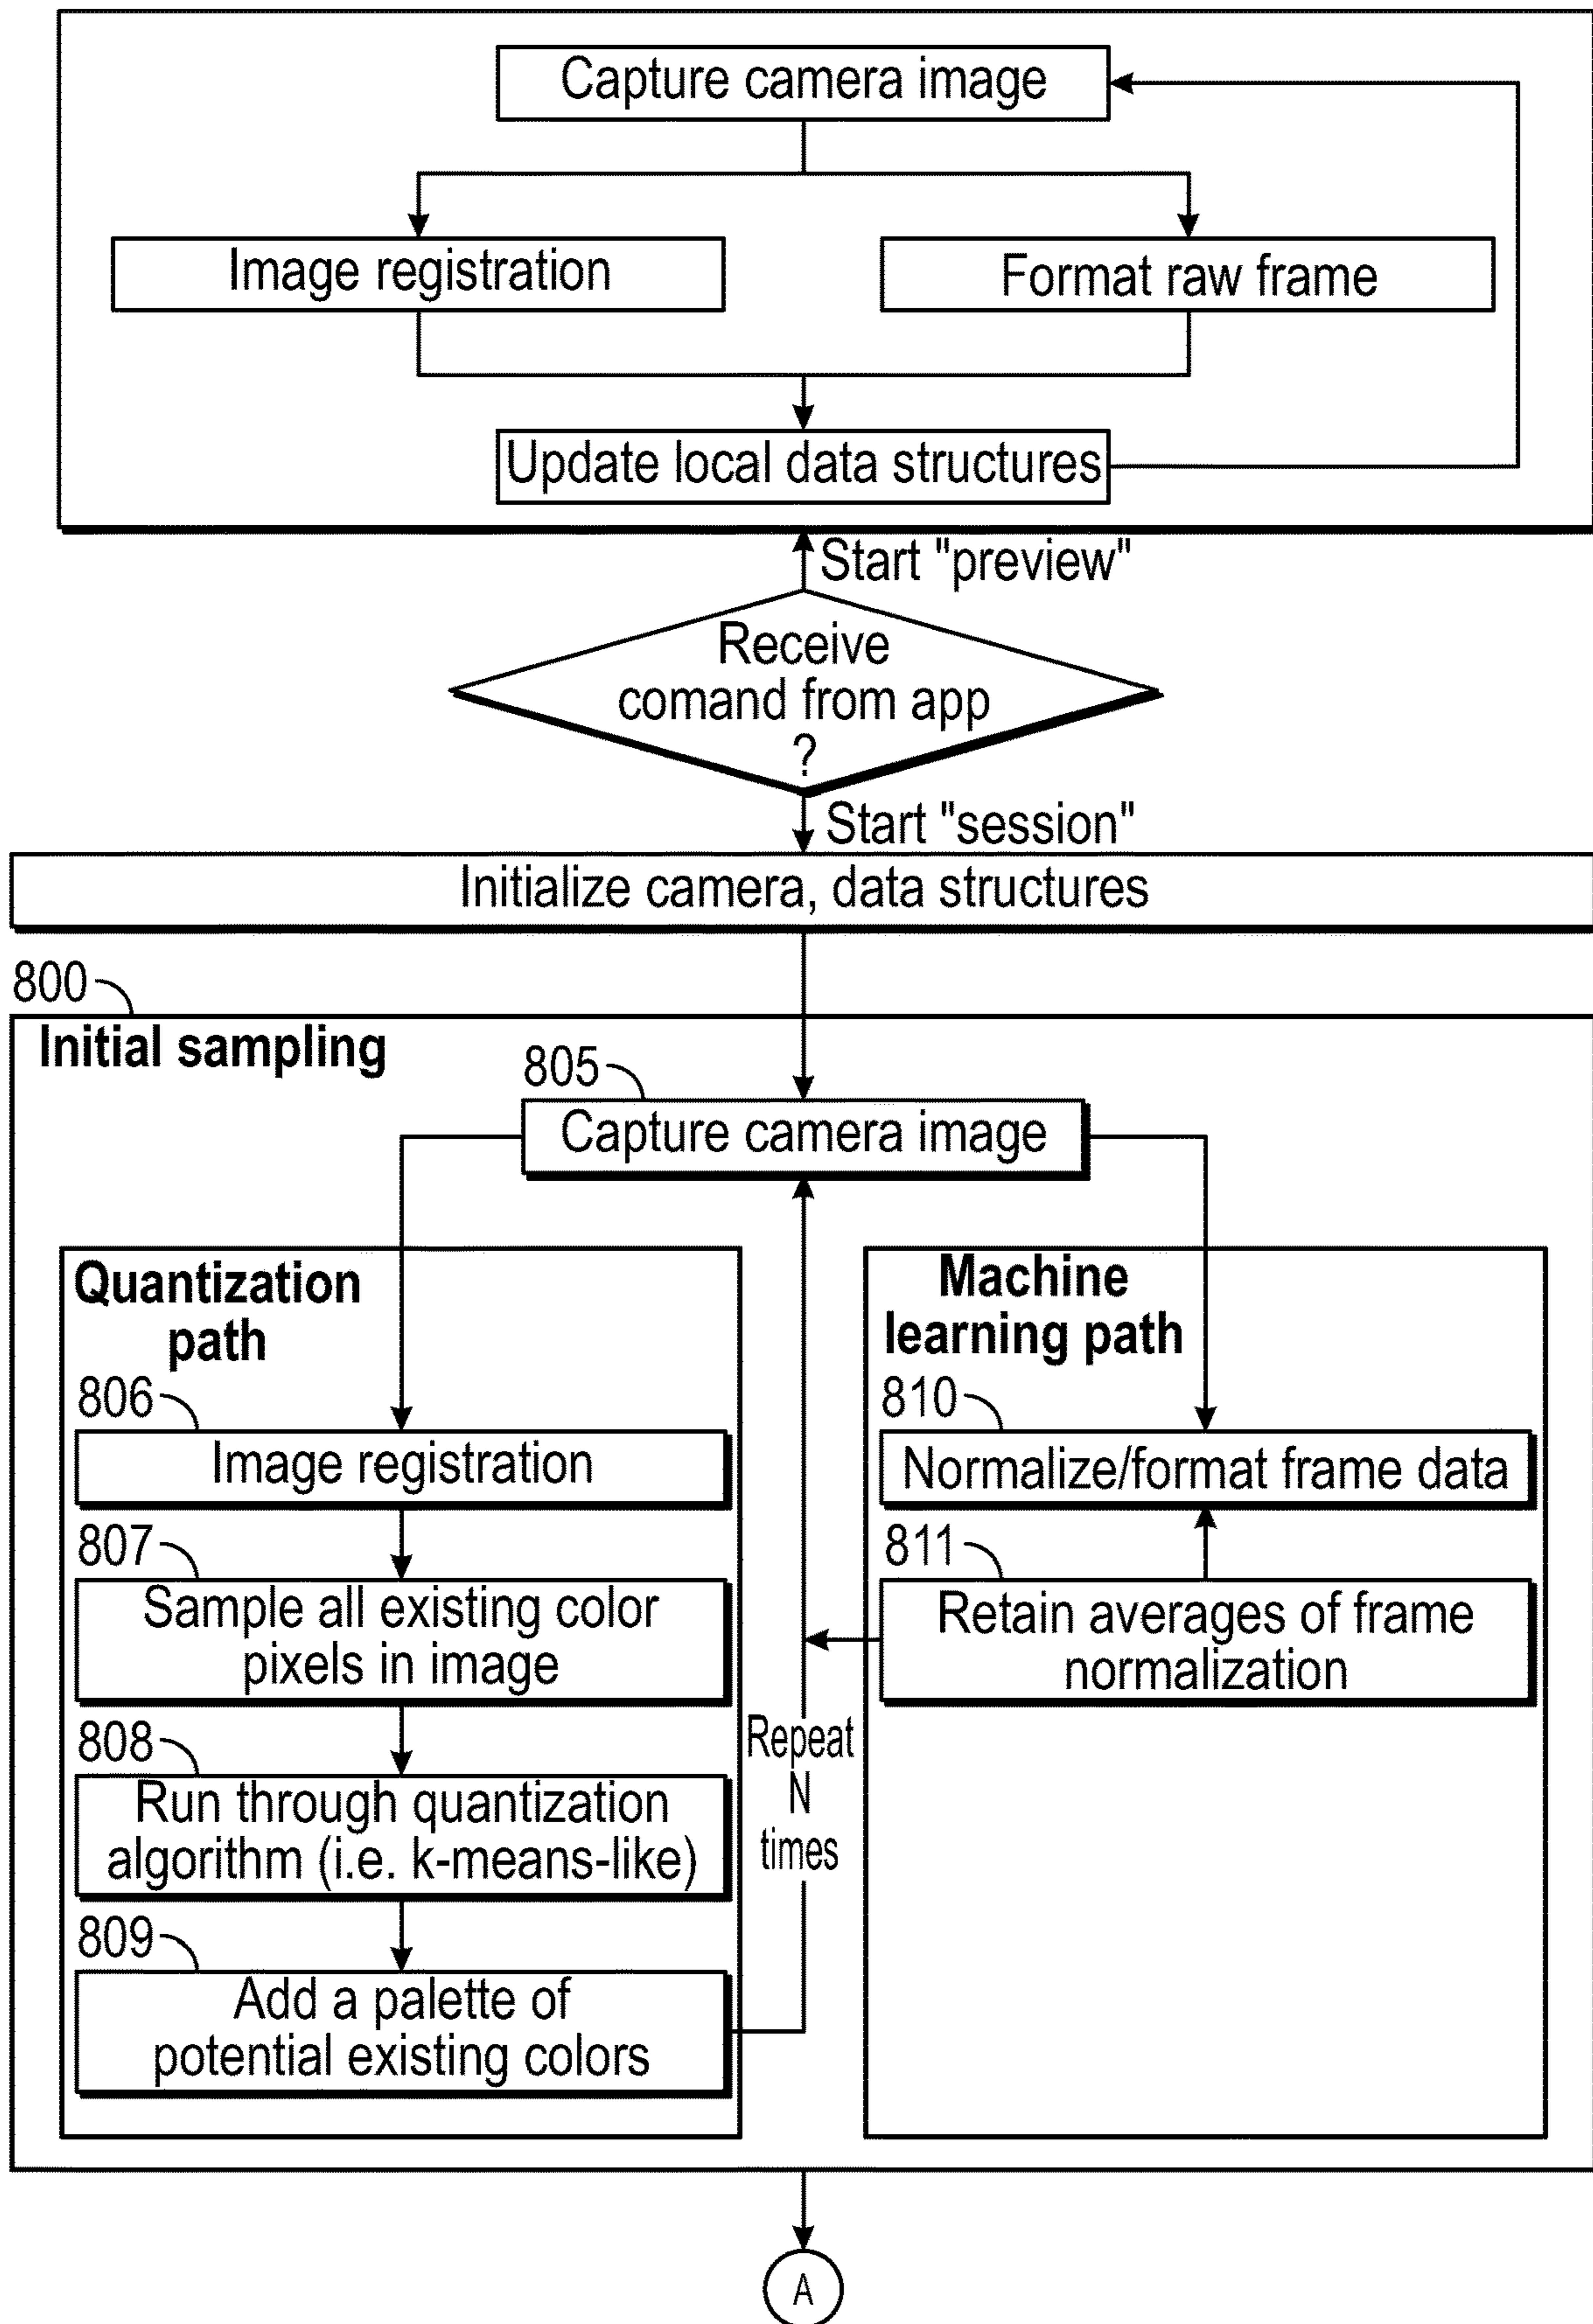 Capture camera image
Image registration
Format raw frame
Update local data structures
Start "preview"
Receive
comand from app
?
Start "session"
Initialize camera, data structures
800
Initial sampling
805
Capture camera image
Quantization
path
806
Image registration
807
Sample all existing color
pixels in image
808
Run through quantization
algorithm (i.e. k-means-like)
809
Add a palette of
potential existing colors
Repeat
N
times
Machine
learning path
810
Normalize/format frame data
811
Retain averages of frame
normalization
A